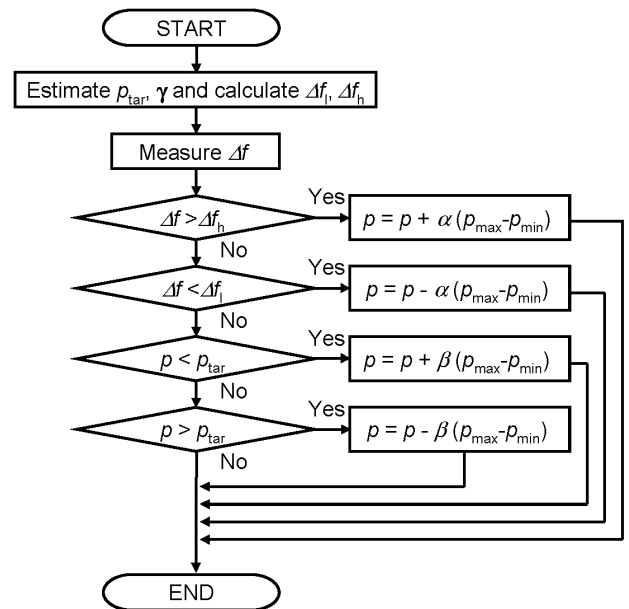 START
Estimate p_tar, γ and calculate Δf_l, Δf_h
Measure Δf
Δf > Δf_h
Yes
p = p + α (p_max-p_min)
No
Δf < Δf_l
Yes
p = p - α (p_max-p_min)
No
p < p_tar
Yes
p = p + β (p_max-p_min)
No
p > p_tar
Yes
p = p - β (p_max-p_min)
No
END